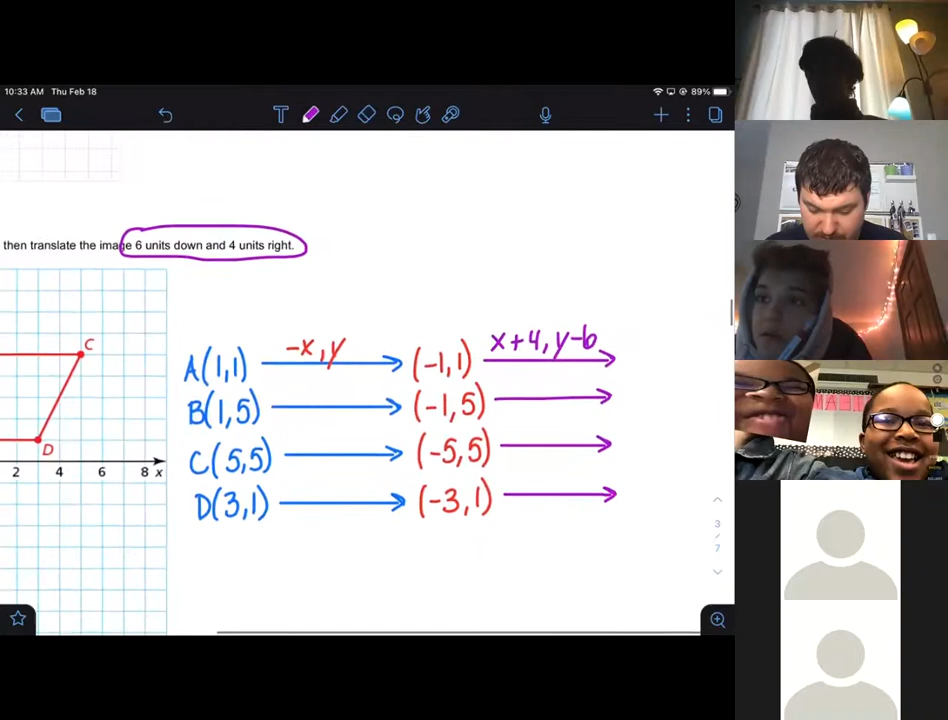 10:33 AM Thu Feb 18 89%
T
then translate the image 6 units down and 4 units right.
C
D
2 4 6 8 x
-x, y x+4, y-6
A(1,1) (-1,1)
B(1,5) (-1,5)
C(5,5) (-5,5)
D(3,1) (-3,1)
3
/
7